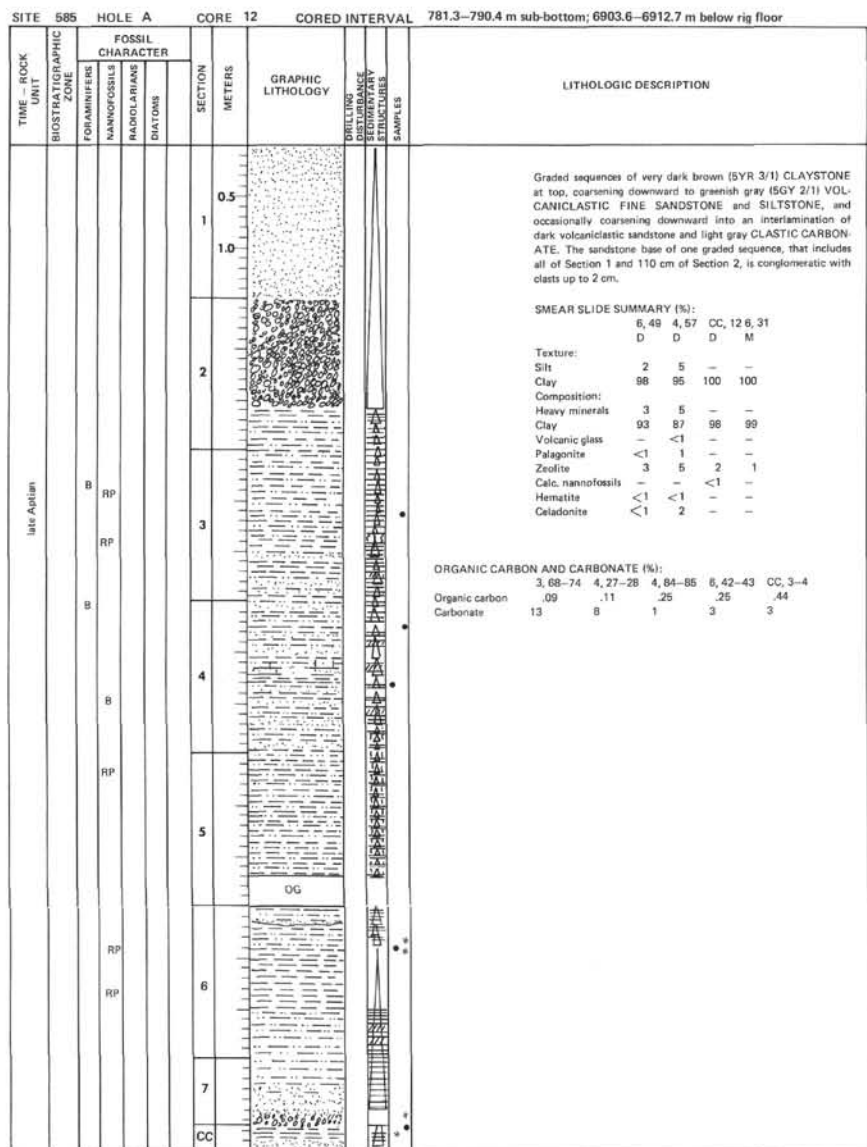 SITE 585 HOLE A CORE 12 CORED INTERVAL 781.3–790.4 m sub-bottom; 6903.6–6912.7 m below rig floor
TIME – ROCK UNIT
BIOSTRATIGRAPHIC ZONE
FOSSIL CHARACTER
FORAMINIFERS
NANNOFOSSILS
RADIOLARIANS
DIATOMS
SECTION
METERS
GRAPHIC LITHOLOGY
DRILLING DISTURBANCE
SEDIMENTARY STRUCTURES
SAMPLES
LITHOLOGIC DESCRIPTION
late Aptian
B
RP
RP
B
B
RP
RP
RP
1
0.5
1.0
2
3
4
5
OG
6
7
CC
Graded sequences of very dark brown (5YR 3/1) CLAYSTONE
at top, coarsening downward to greenish gray (5GY 2/1) VOL-
CANICLASTIC FINE SANDSTONE and SILTSTONE, and
occasionally coarsening downward into an interlamination of
dark volcaniclastic sandstone and light gray CLASTIC CARBON-
ATE. The sandstone base of one graded sequence, that includes
all of Section 1 and 110 cm of Section 2, is conglomeratic with
clasts up to 2 cm.
SMEAR SLIDE SUMMARY (%):
6, 49 4, 57 CC, 12 6, 31
D D D M
Texture:
Silt 2 5 – –
Clay 98 95 100 100
Composition:
Heavy minerals 3 5 – –
Clay 93 87 98 99
Volcanic glass – <1 – –
Palagonite <1 1 – –
Zeolite 3 5 2 1
Calc. nannofossils – – <1 –
Hematite <1 <1 – –
Celadonite <1 2 – –
ORGANIC CARBON AND CARBONATE (%):
3, 68–74 4, 27–28 4, 84–85 6, 42–43 CC, 3–4
Organic carbon .09 .11 .25 .25 .44
Carbonate 13 8 1 3 3